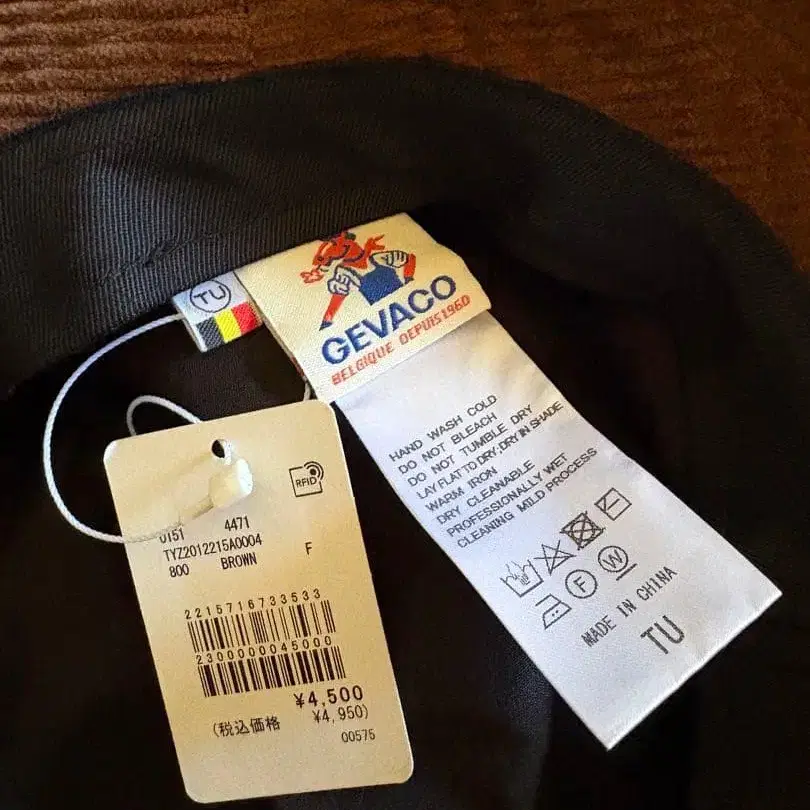 TU
GEVACO
BELGIQUE DEPUIS 1960
HAND WASH COLD
DO NOT BLEACH
DO NOT TUMBLE DRY
LAY FLAT TO DRY:DRY IN SHADE
WARM IRON
DRY CLEANABLE
PROFESSIONALLY WET
CLEANING MILD PROCESS
F W
MADE IN CHINA
TU
RFID
0151 4471
TYZ2012215A0004
800 BROWN F
2215716733533
2300000045000
¥4,500
(税込価格 ¥4,950)
00575